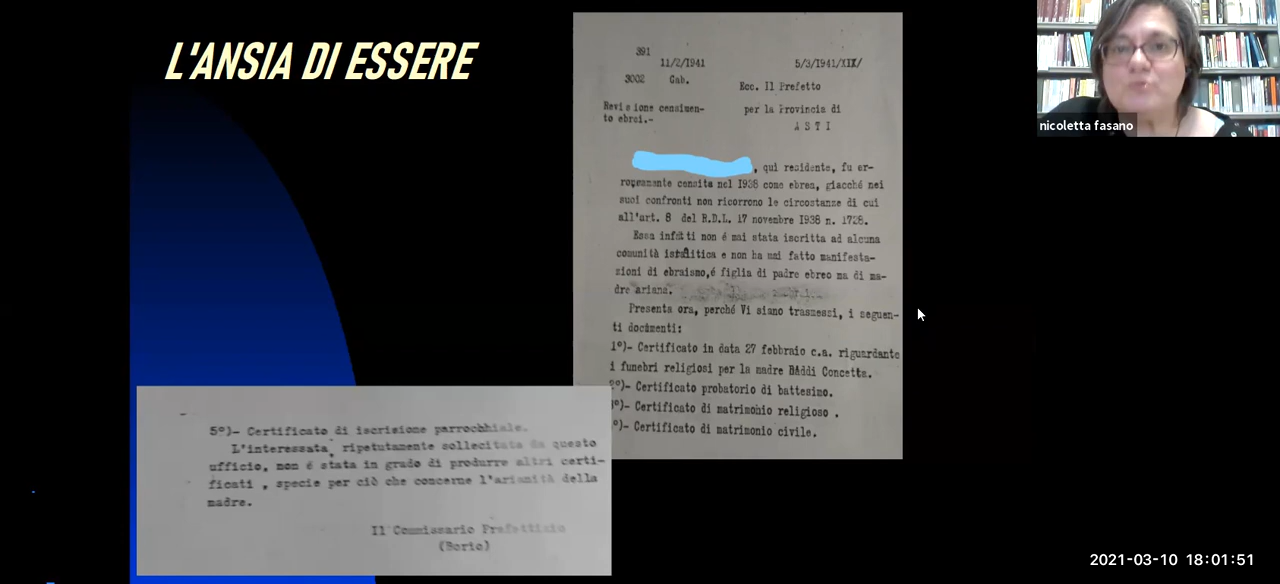 L'ANSIA DI ESSERE
391
11/2/1941 5/3/1941/XIX/
3002 Gab. Ecc. Il Prefetto
Revisione censimen- per la Provincia di
to ebrei.- A S T I
, qui residente, fu er-
roneamente censita nel I938 come ebrea, giacché nei
suoi confronti non ricorrono le circostanze di cui
all'art. 8 del R.D.L. 17 novembre I938 n. 1728.
Essa infatti non é mai stata iscritta ad alcuna
comunità israelitica e non ha mai fatto manifesta-
zioni di ebraismo,é figlia di padre ebreo ma di ma-
dre ariana.
Presenta ora, perché Vi siano trasmessi, i seguen-
ti documenti:
1°)- Certificato in data 27 febbraio c.a. riguardante
i funebri religiosi per la madre BAddi Concetta.
2°)- Certificato probatorio di battesimo.
°)- Certificato di matrimonio religioso .
°)- Certificato di matrimonio civile.
5°)- Certificato di iscrizione parrocchiale.
L'interessata, ripetutamente sollecitata da questo
ufficio, non é stata in grado di produrre altri certi-
ficati , specie per ciò che concerne l'arianità della
madre.
Il Commissario Prefettizio
(Borio)
nicoletta fasano
2021-03-10 18:01:51